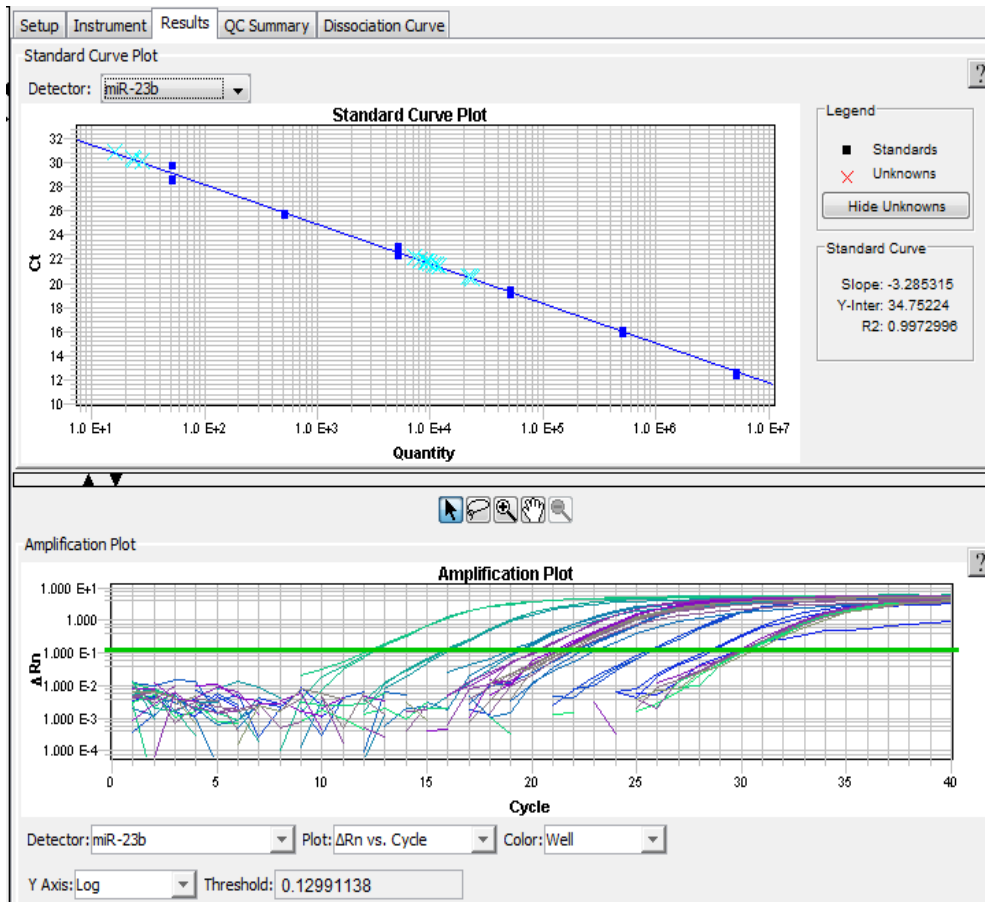 Setup Instrument Results QC Summary Dissociation Curve
Standard Curve Plot
?
Detector: miR-23b
Standard Curve Plot
32
30
28
26
24
22
20
18
16
14
12
10
Ct
1.0 E+1 1.0 E+2 1.0 E+3 1.0 E+4 1.0 E+5 1.0 E+6 1.0 E+7
Quantity
Legend
Standards
Unknowns
Hide Unknowns
Standard Curve
Slope: -3.285315
Y-Inter: 34.75224
R2: 0.9972996
Amplification Plot
?
Amplification Plot
1.000 E+1
1.000
1.000 E-1
1.000 E-2
1.000 E-3
1.000 E-4
Δ Rn
0 5 10 15 20 25 30 35 40
Cycle
Detector: miR-23b Plot: ΔRn vs. Cycle Color: Well
Y Axis: Log Threshold: 0.12991138